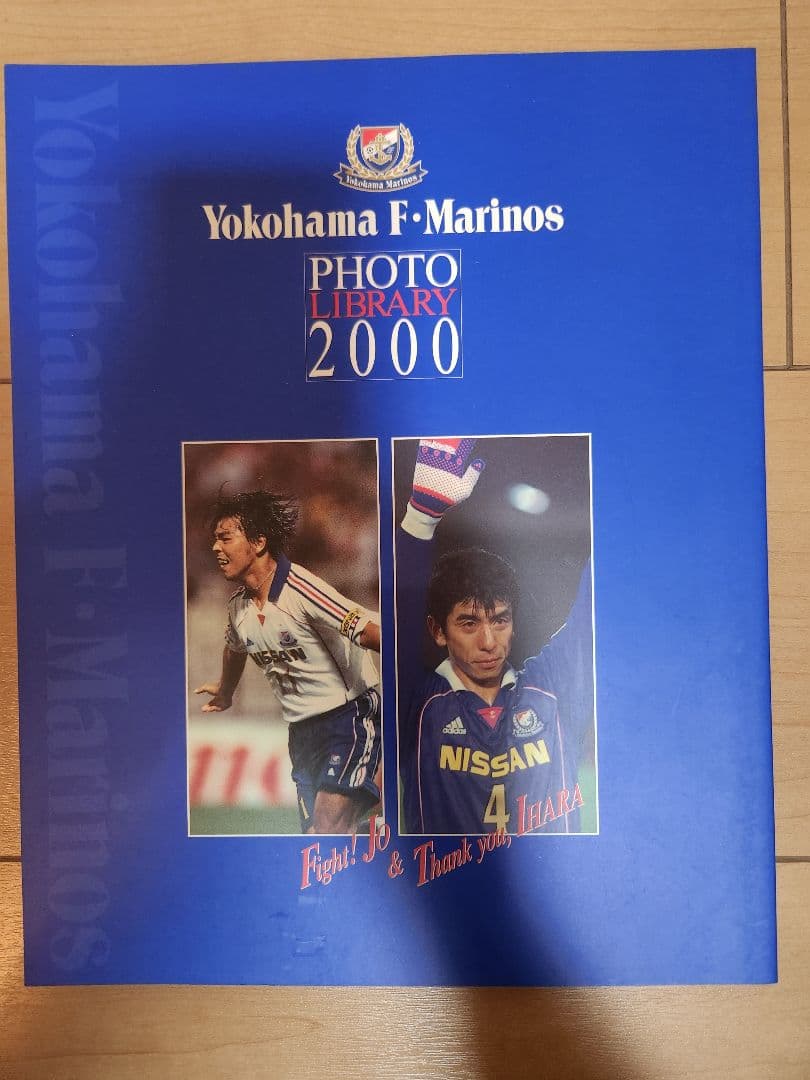 Yokohama Marinos
Yokohama F·Marinos
PHOTO
LIBRARY
2000
Yokohama F·Marinos
NISSAN
adidas
NISSAN
4
Fight! Jo
& Thank you, IHARA